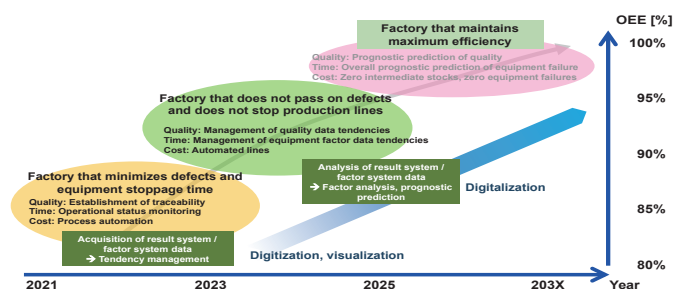 OEE [%]
Factory that maintains
maximum efficiency
100%
Quality: Prognostic prediction of quality
Time: Overall prognostic prediction of equipment failure
Cost: Zero intermediate stocks, zero equipment failures
Factory that does not pass on defects
and does not stop production lines
95%
Quality: Management of quality data tendencies
Time: Management of equipment factor data tendencies
Cost: Automated lines
90%
Analysis of result system /
factor system data
➔ Factor analysis, prognostic
prediction
Digitalization
Factory that minimizes defects and
equipment stoppage time
Quality: Establishment of traceability
Time: Operational status monitoring
Cost: Process automation
85%
Acquisition of result system /
factor system data
➔ Tendency management
Digitization, visualization
80%
2021
2023
2025
203X
Year